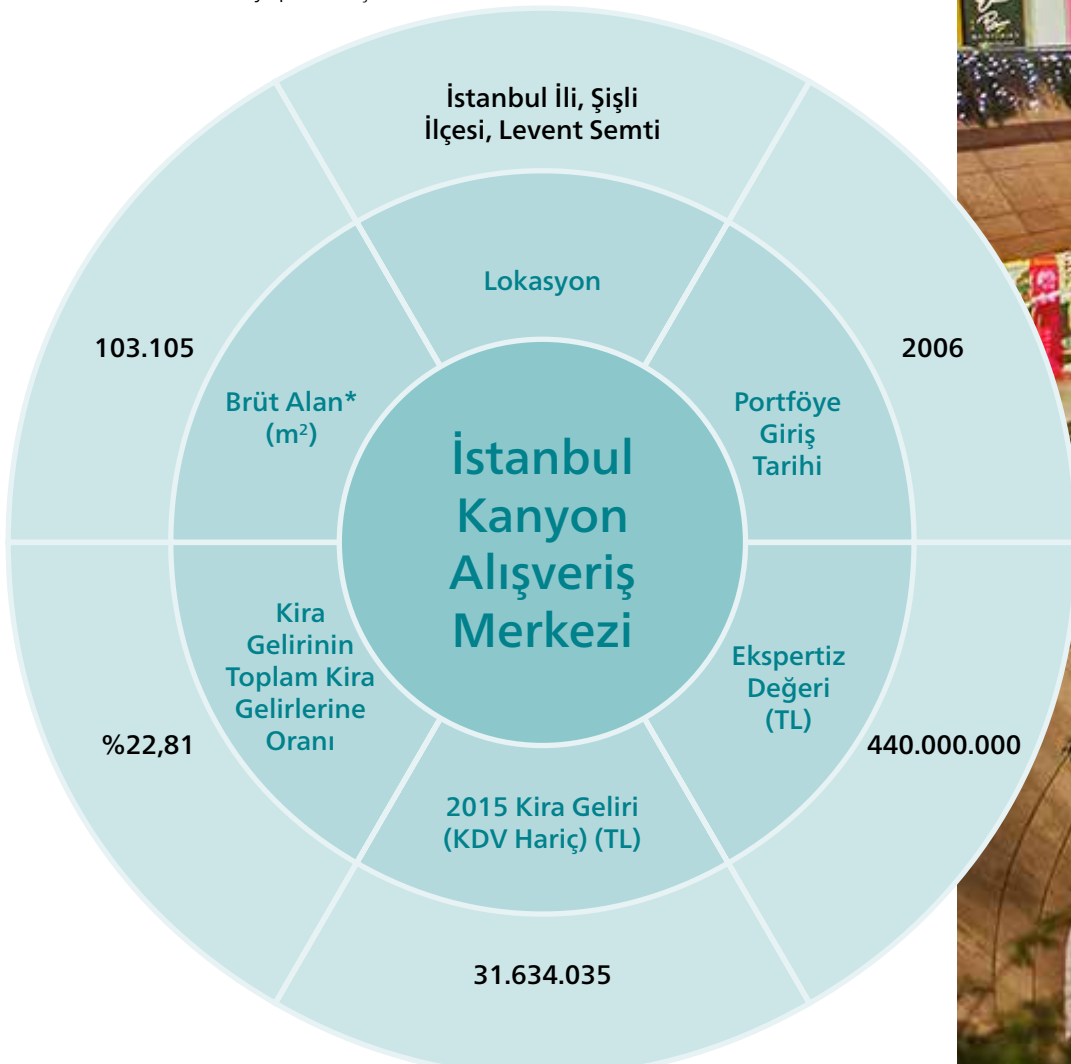 İstanbul İli, Şişli
İlçesi, Levent Semti
Lokasyon
103.105
2006
Brüt Alan*
(m²)
Portföye
Giriş
Tarihi
İstanbul
Kanyon
Alışveriş
Merkezi
Kira
Gelirinin
Toplam Kira
Gelirlerine
Oranı
Ekspertiz
Değeri
(TL)
%22,81
440.000.000
2015 Kira Geliri
(KDV Hariç) (TL)
31.634.035